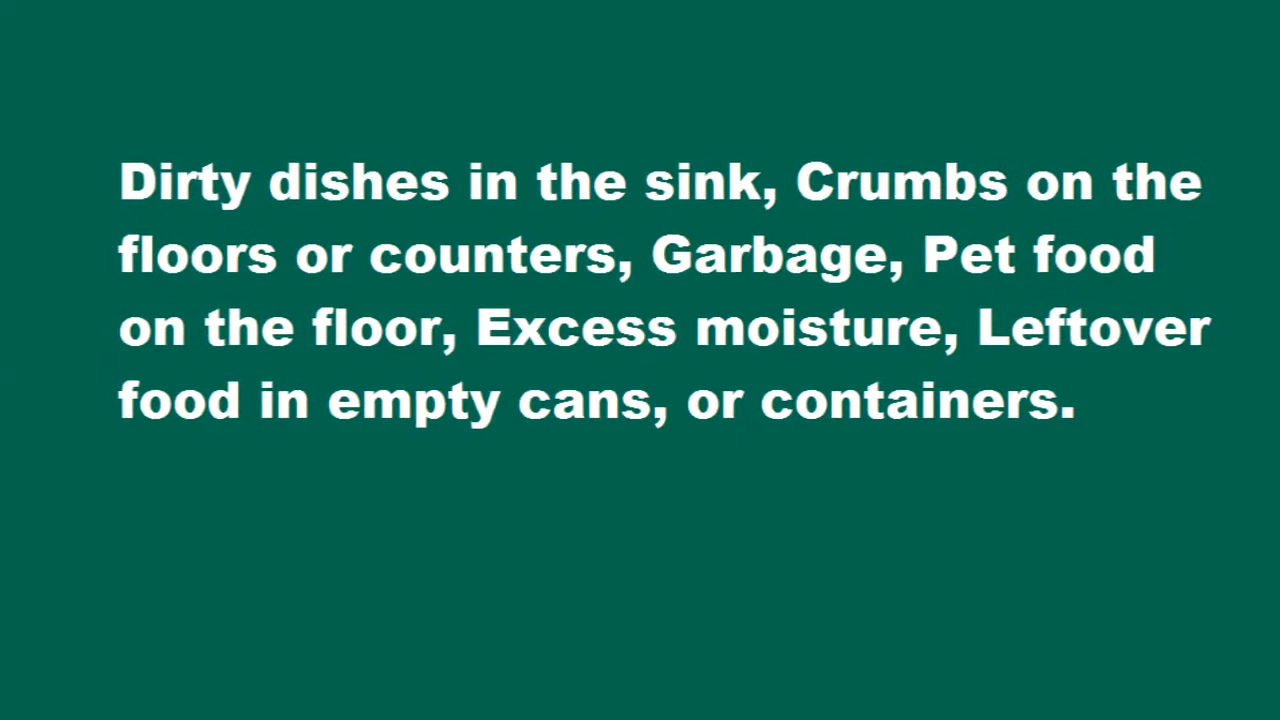 Dirty dishes in the sink, Crumbs on the
floors or counters, Garbage, Pet food
on the floor, Excess moisture, Leftover
food in empty cans, or containers.